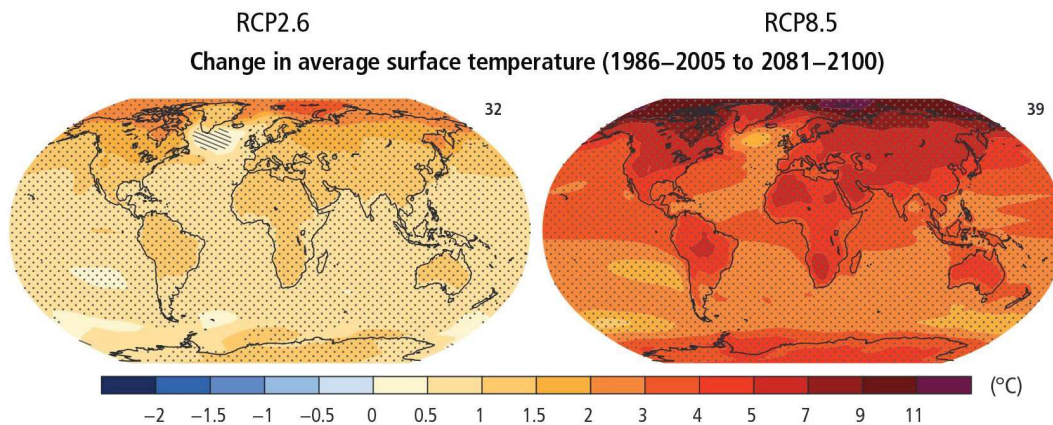 RCP2.6 RCP8.5
Change in average surface temperature (1986–2005 to 2081–2100)
32 39
−2 −1.5 −1 −0.5 0 0.5 1 1.5 2 3 4 5 7 9 11 (°C)